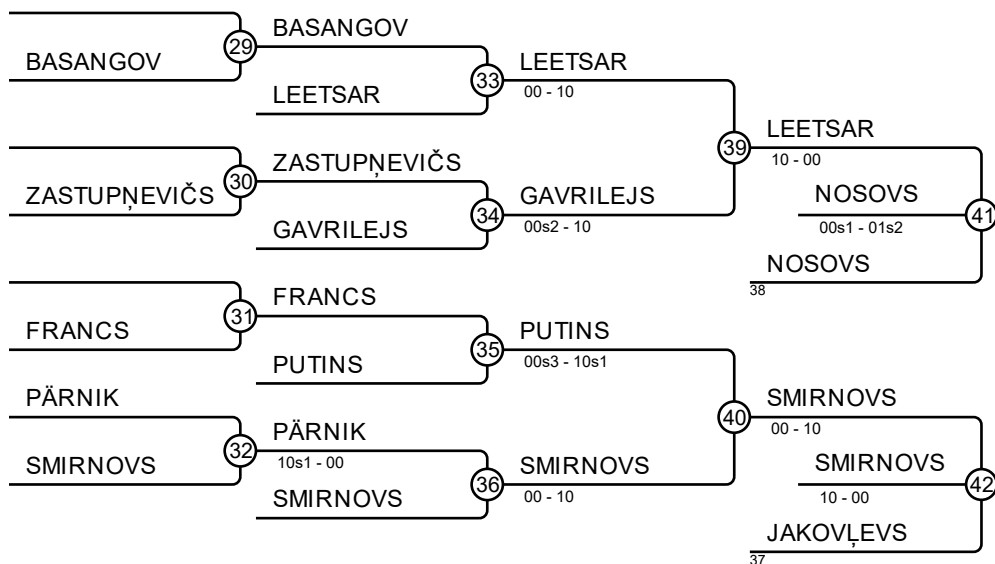 BASANGOV
29
BASANGOV
LEETSAR
33
LEETSAR
00 - 10
ZASTUPŅEVIČS
30
ZASTUPŅEVIČS
GAVRILEJS
34
GAVRILEJS
00s2 - 10
39
LEETSAR
10 - 00
NOSOVS
00s1 - 01s2
41
NOSOVS
38
FRANCS
31
FRANCS
PUTINS
35
PUTINS
00s3 - 10s1
PÄRNIK
SMIRNOVS
32
PÄRNIK
10s1 - 00
SMIRNOVS
36
SMIRNOVS
00 - 10
40
SMIRNOVS
00 - 10
SMIRNOVS
10 - 00
42
JAKOVĻEVS
37